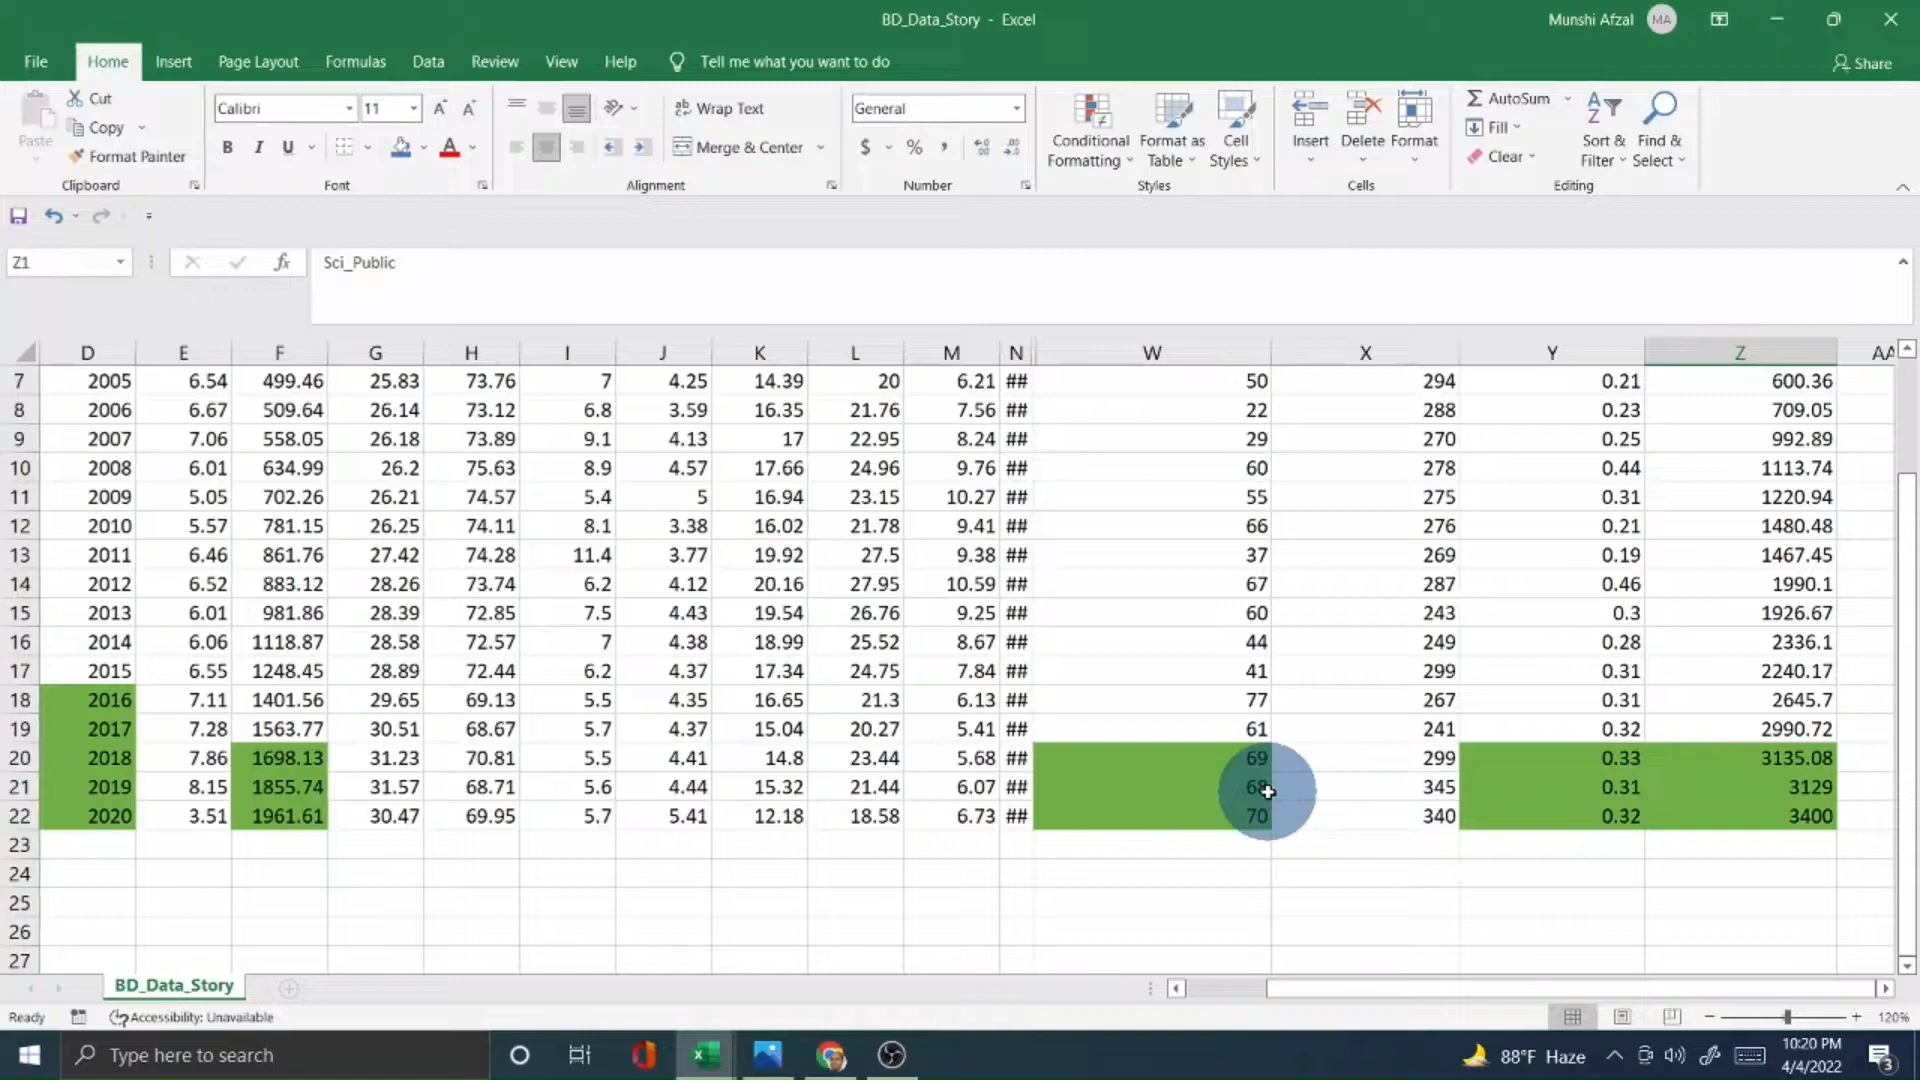 BD_Data_Story - Excel
Munshi Afzal MA
File Home Insert Page Layout Formulas Data Review View Help Tell me what you want to do Share
Paste Cut Copy Format Painter
Clipboard
Calibri 11 A A
B I U A
Font
Wrap Text
Merge & Center
Alignment
General
$ % ,
Number
Conditional Formatting
Format as Table
Cell Styles
Styles
Insert Delete Format
Cells
AutoSum
Fill
Clear
Sort & Filter
Find & Select
Editing
Z1 fx Sci_Public
D E F G H I J K L M N W X Y Z AA
7 2005 6.54 499.46 25.83 73.76 7 4.25 14.39 20 6.21 ## 50 294 0.21 600.36
8 2006 6.67 509.64 26.14 73.12 6.8 3.59 16.35 21.76 7.56 ## 22 288 0.23 709.05
9 2007 7.06 558.05 26.18 73.89 9.1 4.13 17 22.95 8.24 ## 29 270 0.25 992.89
10 2008 6.01 634.99 26.2 75.63 8.9 4.57 17.66 24.96 9.76 ## 60 278 0.44 1113.74
11 2009 5.05 702.26 26.21 74.57 5.4 5 16.94 23.15 10.27 ## 55 275 0.31 1220.94
12 2010 5.57 781.15 26.25 74.11 8.1 3.38 16.02 21.78 9.41 ## 66 276 0.21 1480.48
13 2011 6.46 861.76 27.42 74.28 11.4 3.77 19.92 27.5 9.38 ## 37 269 0.19 1467.45
14 2012 6.52 883.12 28.26 73.74 6.2 4.12 20.16 27.95 10.59 ## 67 287 0.46 1990.1
15 2013 6.01 981.86 28.39 72.85 7.5 4.43 19.54 26.76 9.25 ## 60 243 0.3 1926.67
16 2014 6.06 1118.87 28.58 72.57 7 4.38 18.99 25.52 8.67 ## 44 249 0.28 2336.1
17 2015 6.55 1248.45 28.89 72.44 6.2 4.37 17.34 24.75 7.84 ## 41 299 0.31 2240.17
18 2016 7.11 1401.56 29.65 69.13 5.5 4.35 16.65 21.3 6.13 ## 77 267 0.31 2645.7
19 2017 7.28 1563.77 30.51 68.67 5.7 4.37 15.04 20.27 5.41 ## 61 241 0.32 2990.72
20 2018 7.86 1698.13 31.23 70.81 5.5 4.41 14.8 23.44 5.68 ## 69 299 0.33 3135.08
21 2019 8.15 1855.74 31.57 68.71 5.6 4.44 15.32 21.44 6.07 ## 68 345 0.31 3129
22 2020 3.51 1961.61 30.47 69.95 5.7 5.41 12.18 18.58 6.73 ## 70 340 0.32 3400
23
24
25
26
27
BD_Data_Story
Ready Accessibility: Unavailable 120%
Type here to search 88°F Haze 10:20 PM
4/4/2022 3